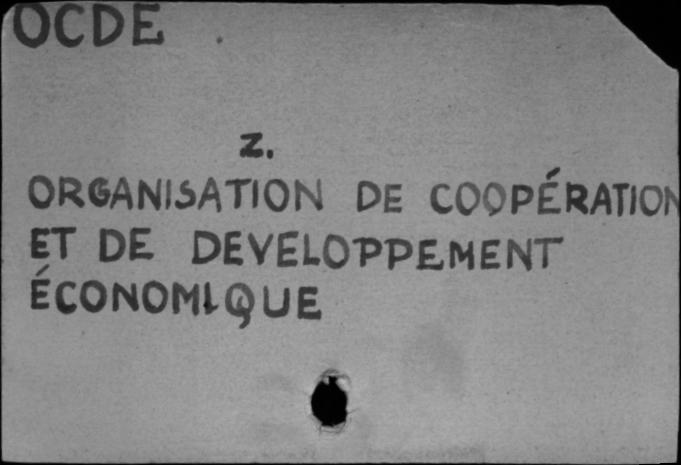 OCDE
z.
ORGANISATION DE COOPÉRATION
ET DE DEVELOPPEMENT
ÉCONOMIQUE